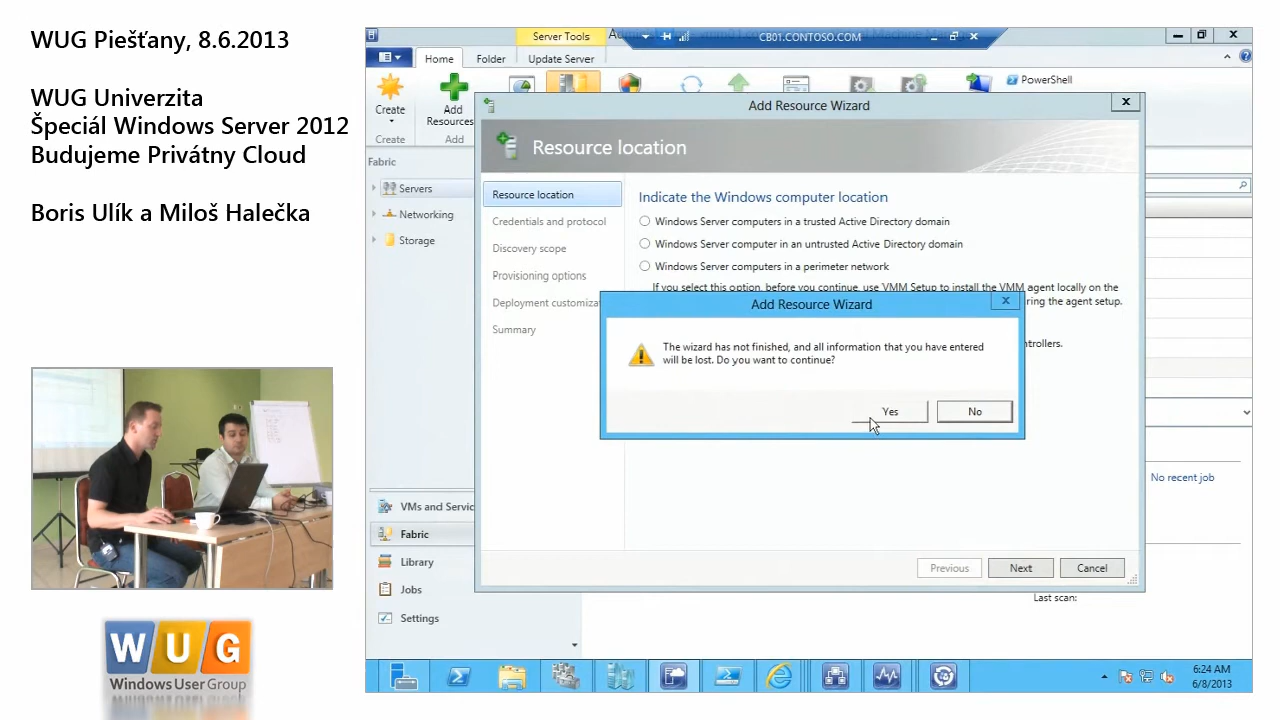 WUG Piešťany, 8.6.2013
WUG Univerzita
Špeciál Windows Server 2012
Budujeme Privátny Cloud
Boris Ulík a Miloš Halečka
WUG
Windows User Group
Server Tools
CB01.CONTOSO.COM
Home
Folder
Update Server
Create
Add
Resources
PowerShell
Create
Add
Fabric
Servers
Networking
Storage
VMs and Servic
Fabric
Library
Jobs
Settings
Add Resource Wizard
Resource location
Resource location
Credentials and protocol
Discovery scope
Provisioning options
Deployment customizat
Summary
Indicate the Windows computer location
Windows Server computers in a trusted Active Directory domain
Windows Server computer in an untrusted Active Directory domain
Windows Server computers in a perimeter network
If you select this option, before you continue, use VMM Setup to install the VMM agent locally on the
ring the agent setup.
ntrollers.
Add Resource Wizard
The wizard has not finished, and all information that you have entered
will be lost. Do you want to continue?
Yes
No
Previous
Next
Cancel
No recent job
Last scan:
6:24 AM
6/8/2013